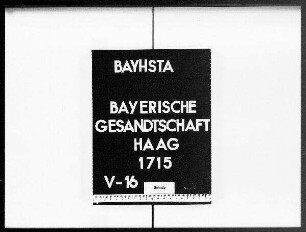 BAYHSTA
BAYERISCHE
GESANDTSCHAFT
HAAG
1715
V-16